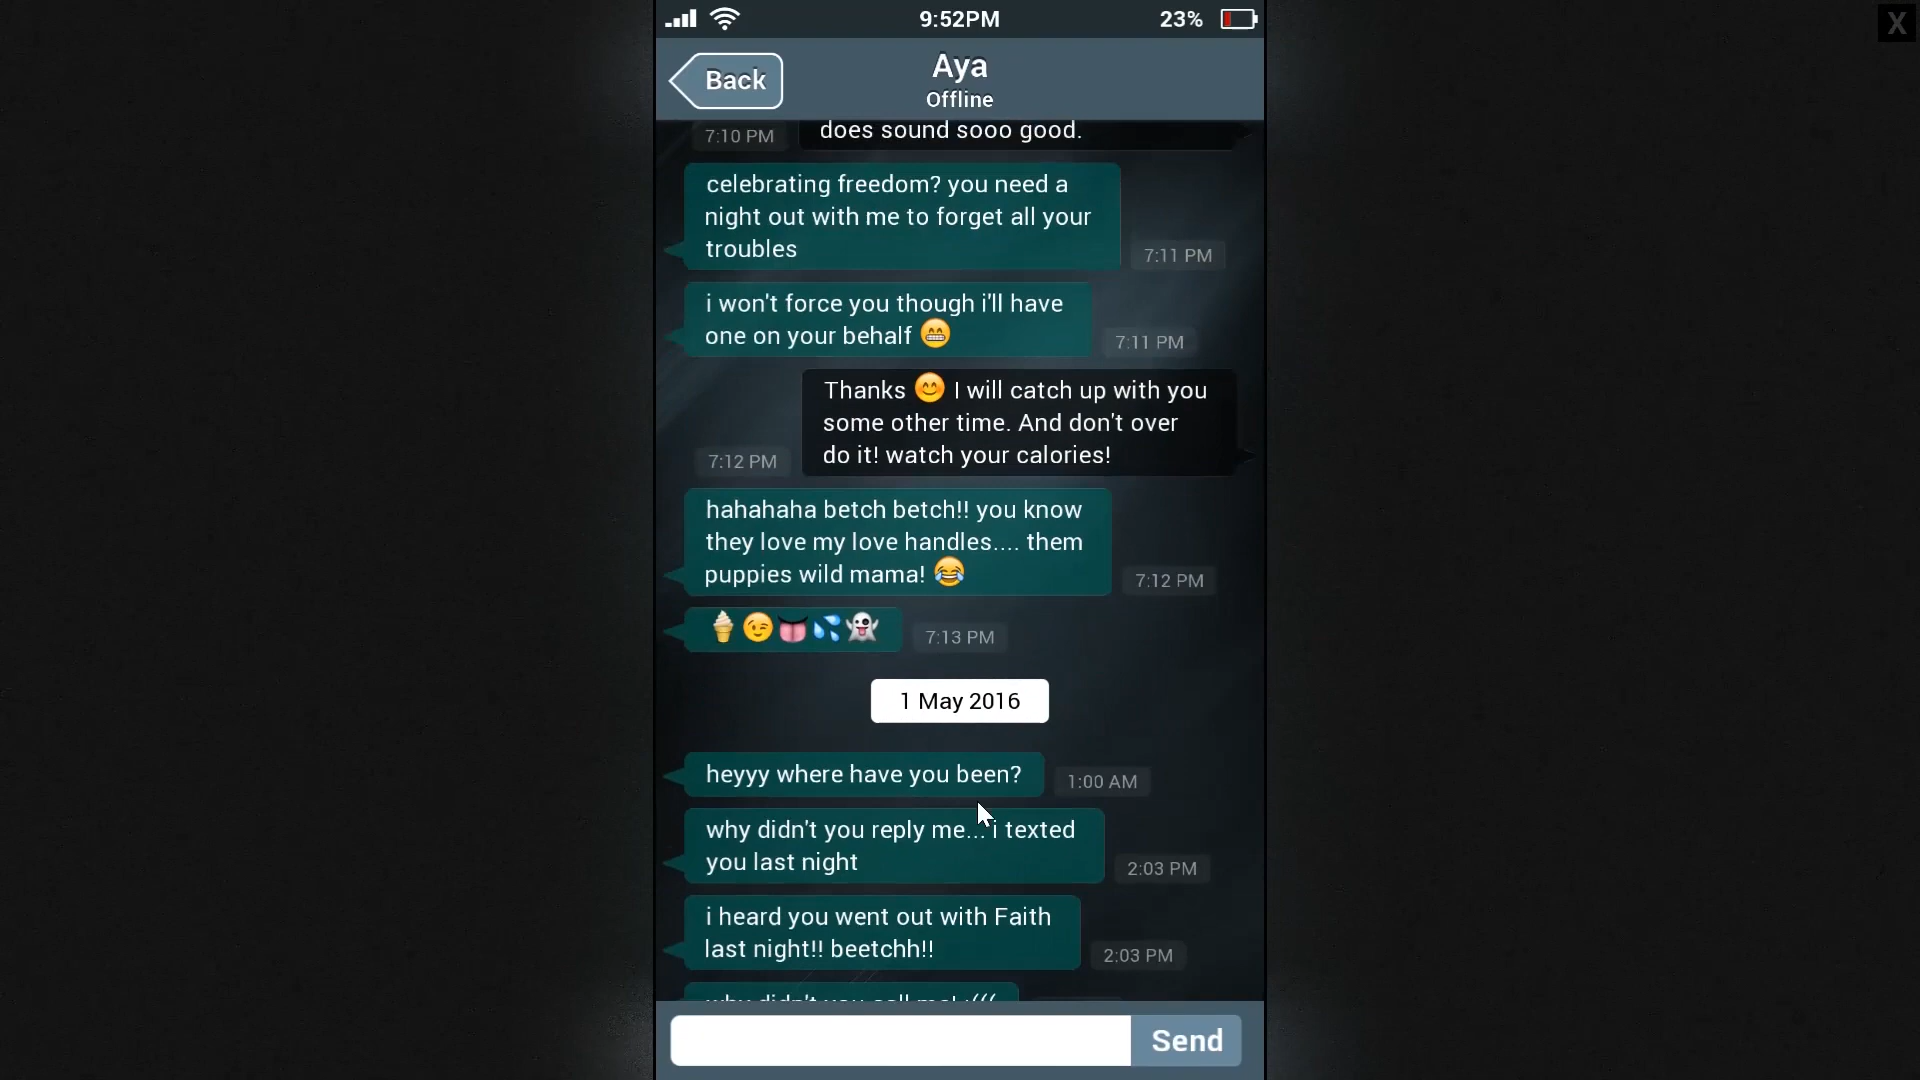 9:52PM
23%
X
Back
Aya
Offline
does sound sooo good.
7:10 PM
celebrating freedom? you need a
night out with me to forget all your
troubles
7:11 PM
i won't force you though i'll have
one on your behalf 😁
7:11 PM
Thanks 😊 I will catch up with you
some other time. And don't over
do it! watch your calories!
7:12 PM
hahahaha betch betch!! you know
they love my love handles.... them
puppies wild mama! 😂
7:12 PM
🍦😉👅💦👻
7:13 PM
1 May 2016
heyyy where have you been?
1:00 AM
why didn't you reply me... i texted
you last night
2:03 PM
i heard you went out with Faith
last night!! beetchh!!
2:03 PM
why didn't you call me! :(((
Send